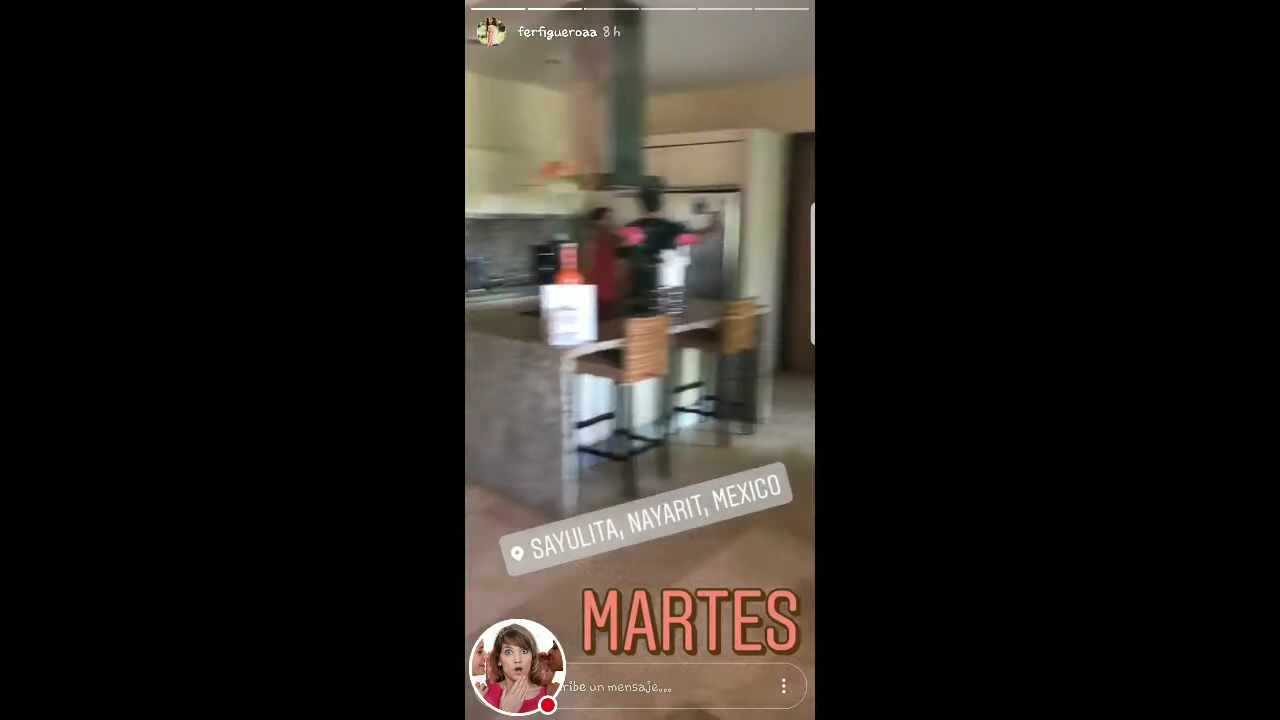 ferfigueroaa 8 h
SAYULITA, NAYARIT, MEXICO
MARTES
ribe un mensaje...